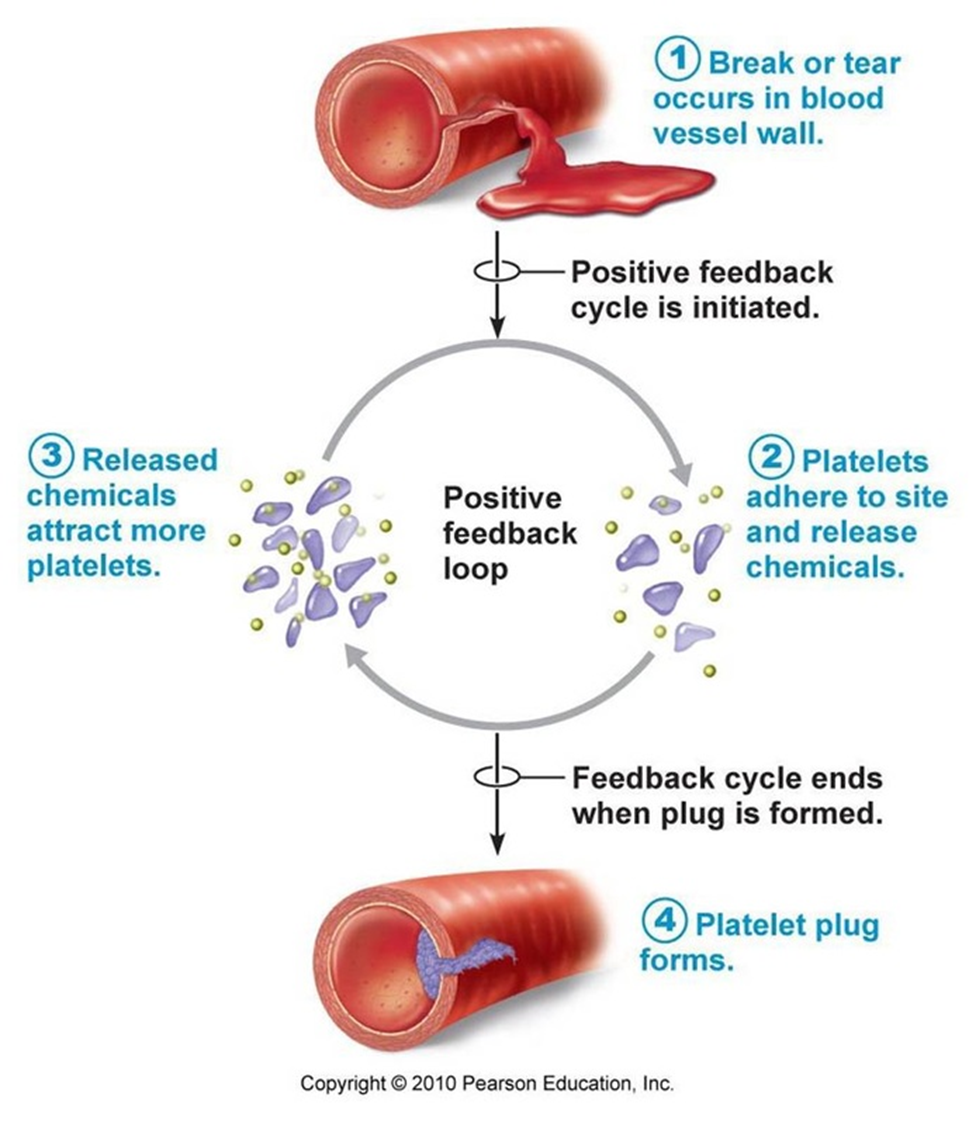 1 Break or tear
occurs in blood
vessel wall.
Positive feedback
cycle is initiated.
3 Released
chemicals
attract more
platelets.
Positive
feedback
loop
2 Platelets
adhere to site
and release
chemicals.
Feedback cycle ends
when plug is formed.
4 Platelet plug
forms.
Copyright © 2010 Pearson Education, Inc.